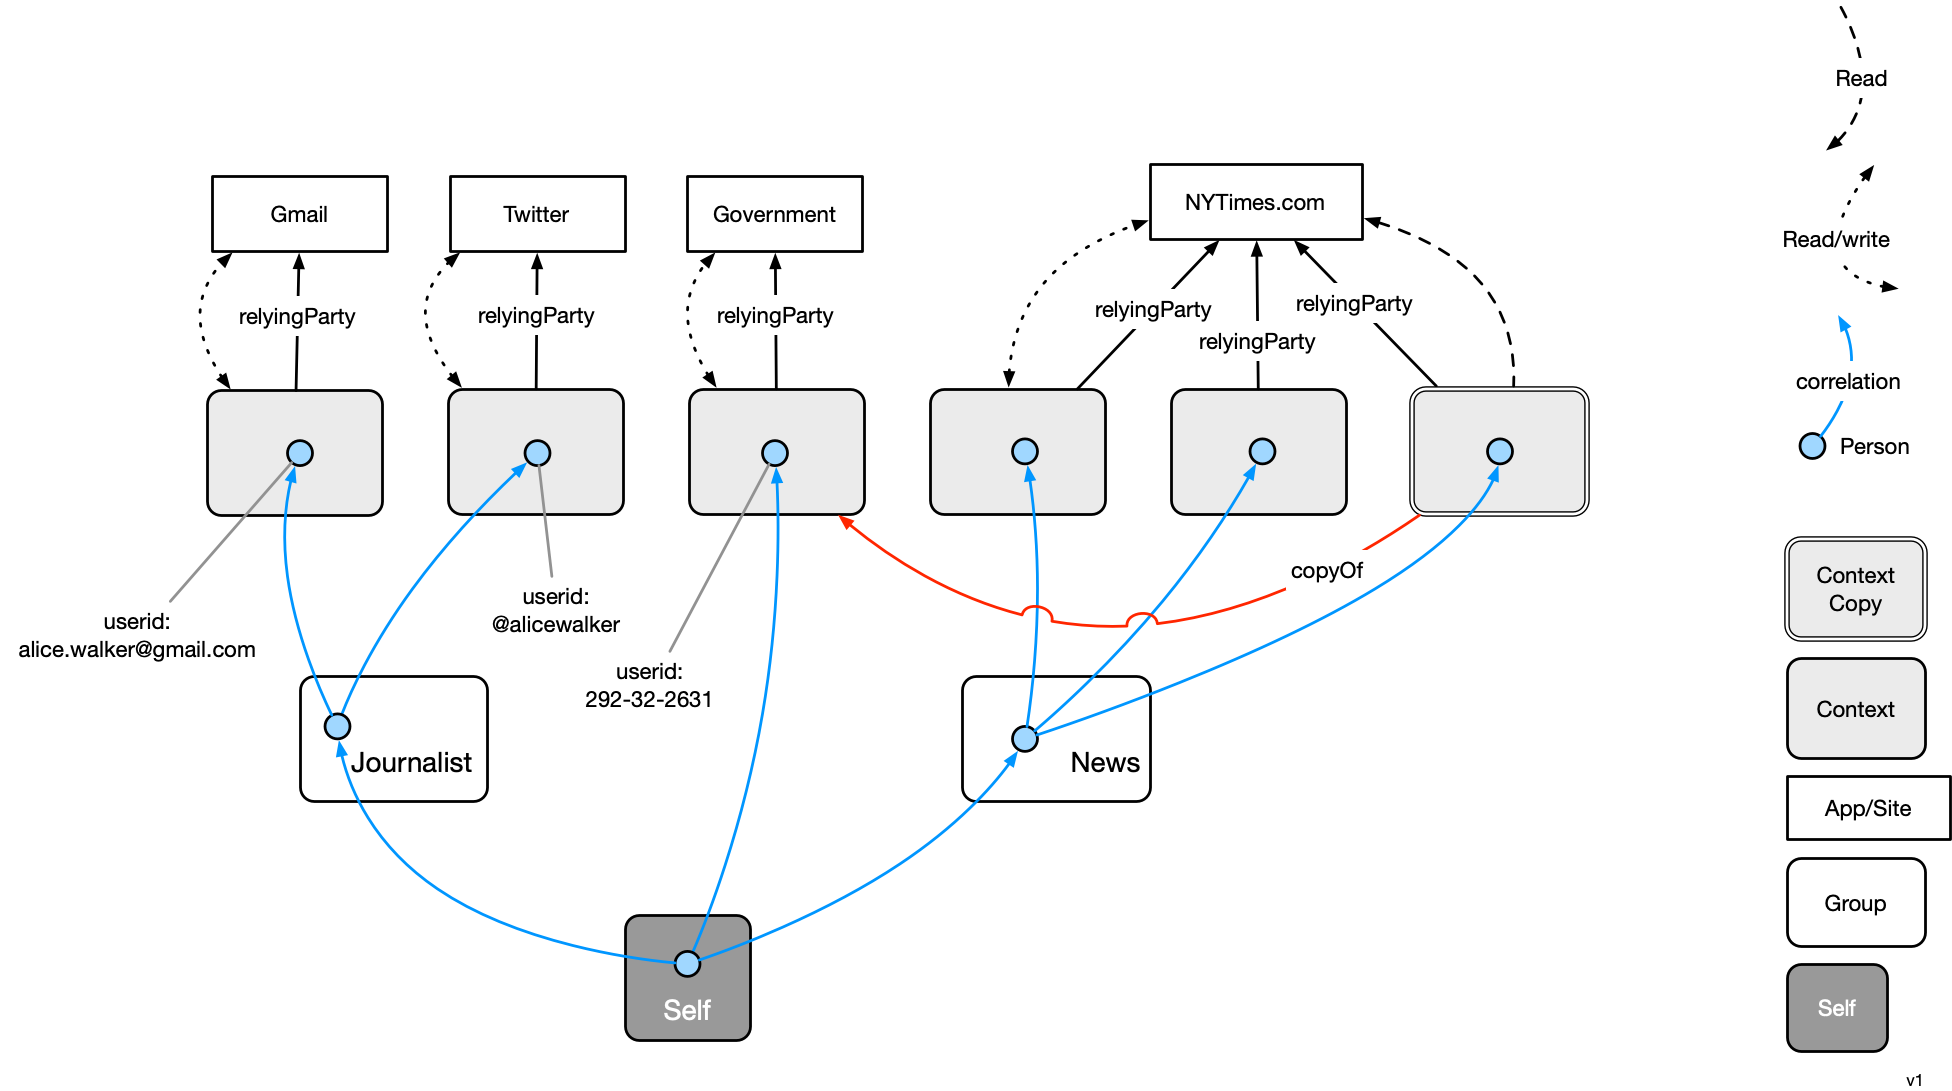 Read
Gmail
Twitter
Government
NYTimes.com
Read/write
relyingParty
relyingParty
relyingParty
relyingParty
relyingParty
relyingParty
correlation
Person
copyOf
Context
Copy
userid:
alice.walker@gmail.com
userid:
@alicewalker
userid:
292-32-2631
Context
Journalist
News
App/Site
Group
Self
Self
v1